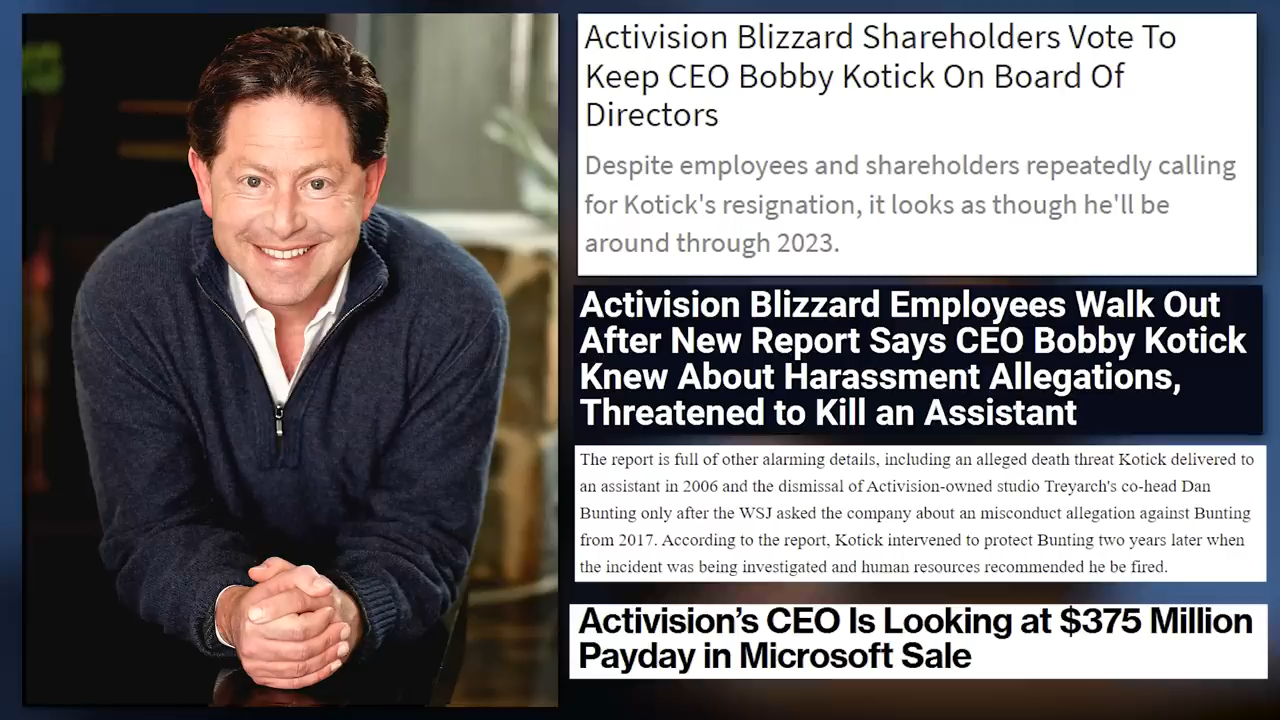 Activision Blizzard Shareholders Vote To
Keep CEO Bobby Kotick On Board Of
Directors
Despite employees and shareholders repeatedly calling
for Kotick's resignation, it looks as though he'll be
around through 2023.
Activision Blizzard Employees Walk Out
After New Report Says CEO Bobby Kotick
Knew About Harassment Allegations,
Threatened to Kill an Assistant
The report is full of other alarming details, including an alleged death threat Kotick delivered to
an assistant in 2006 and the dismissal of Activision-owned studio Treyarch's co-head Dan
Bunting only after the WSJ asked the company about an misconduct allegation against Bunting
from 2017. According to the report, Kotick intervened to protect Bunting two years later when
the incident was being investigated and human resources recommended he be fired.
Activision’s CEO Is Looking at $375 Million
Payday in Microsoft Sale